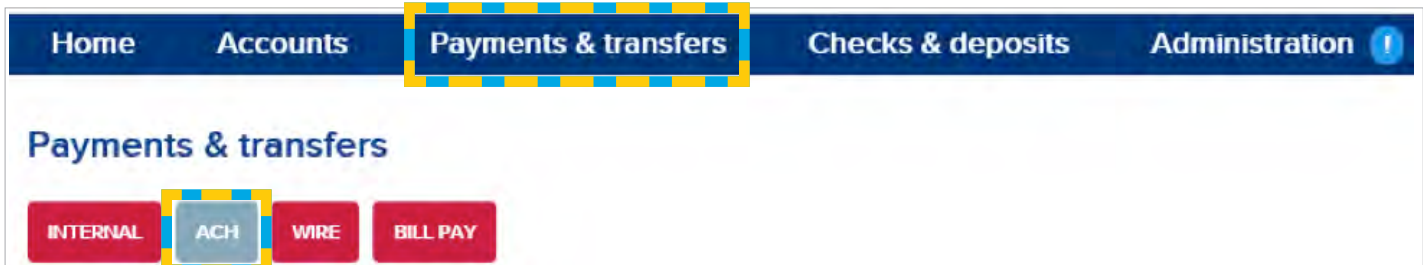 Home Accounts Payments & transfers Checks & deposits Administration !
Payments & transfers
INTERNAL ACH WIRE BILL PAY